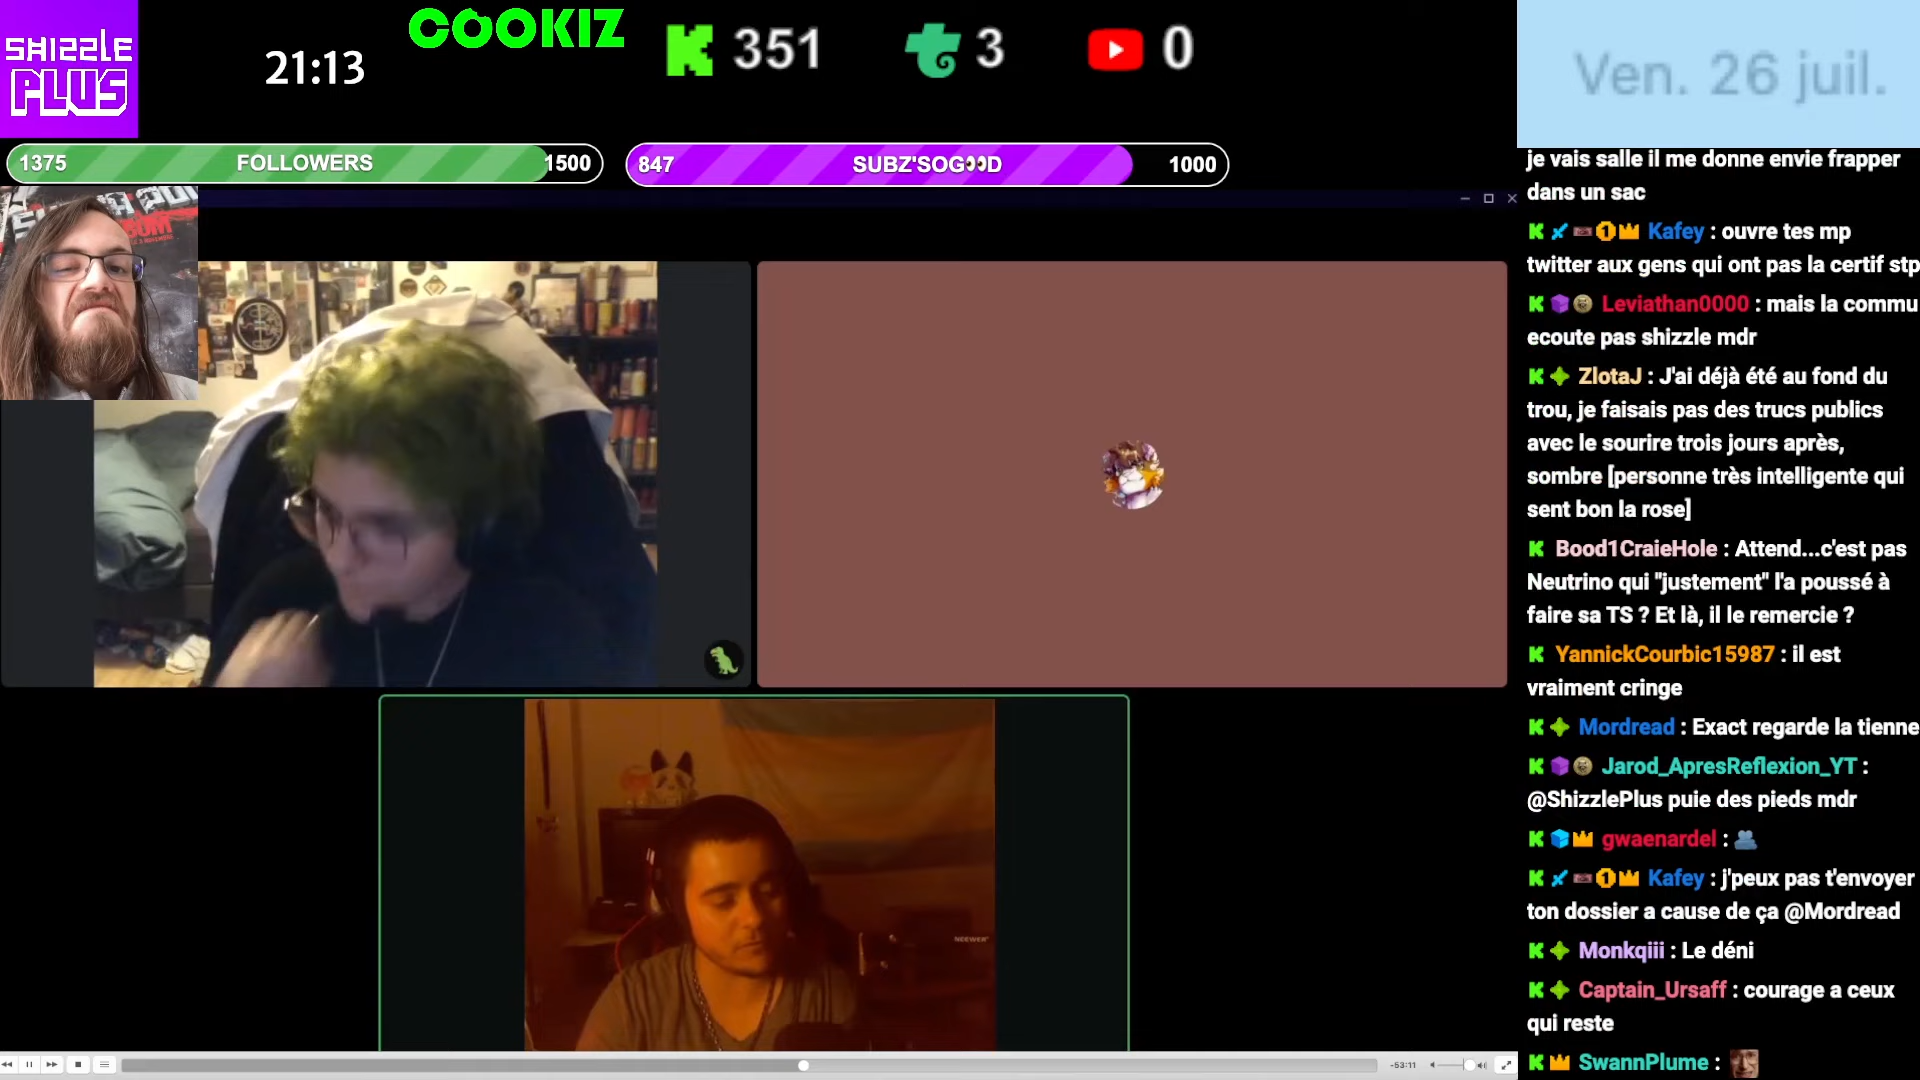 SHIZZLE
PLUS
21:13
COOKIZ
351
3
0
Ven. 26 juil.
1375 FOLLOWERS 1500
847 SUBZ'SOG👀D 1000
je vais salle il me donne envie frapper
dans un sac
Kafey : ouvre tes mp
twitter aux gens qui ont pas la certif stp
Leviathan0000 : mais la commu
ecoute pas shizzle mdr
ZlotaJ : J'ai déjà été au fond du
trou, je faisais pas des trucs publics
avec le sourire trois jours après,
sombre [personne très intelligente qui
sent bon la rose]
Bood1CraieHole : Attend...c'est pas
Neutrino qui "justement" l'a poussé à
faire sa TS ? Et là, il le remercie ?
YannickCourbic15987 : il est
vraiment cringe
Mordread : Exact regarde la tienne
Jarod_ApresReflexion_YT :
@ShizzlePlus puie des pieds mdr
gwaenardel : 👥
Kafey : j'peux pas t'envoyer
ton dossier a cause de ça @Mordread
Monkqiii : Le déni
Captain_Ursaff : courage a ceux
qui reste
SwannPlume :
NEEWER
-53:11